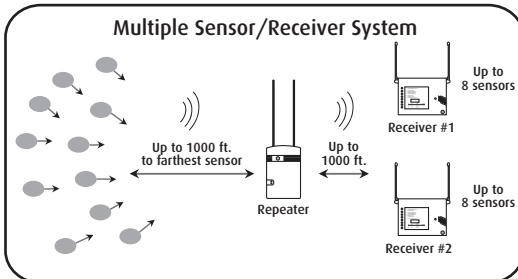 Multiple Sensor/Receiver System
Up to 1000 ft.
to farthest sensor
Repeater
Up to
1000 ft.
Receiver #1
Up to
8 sensors
Receiver #2
Up to
8 sensors